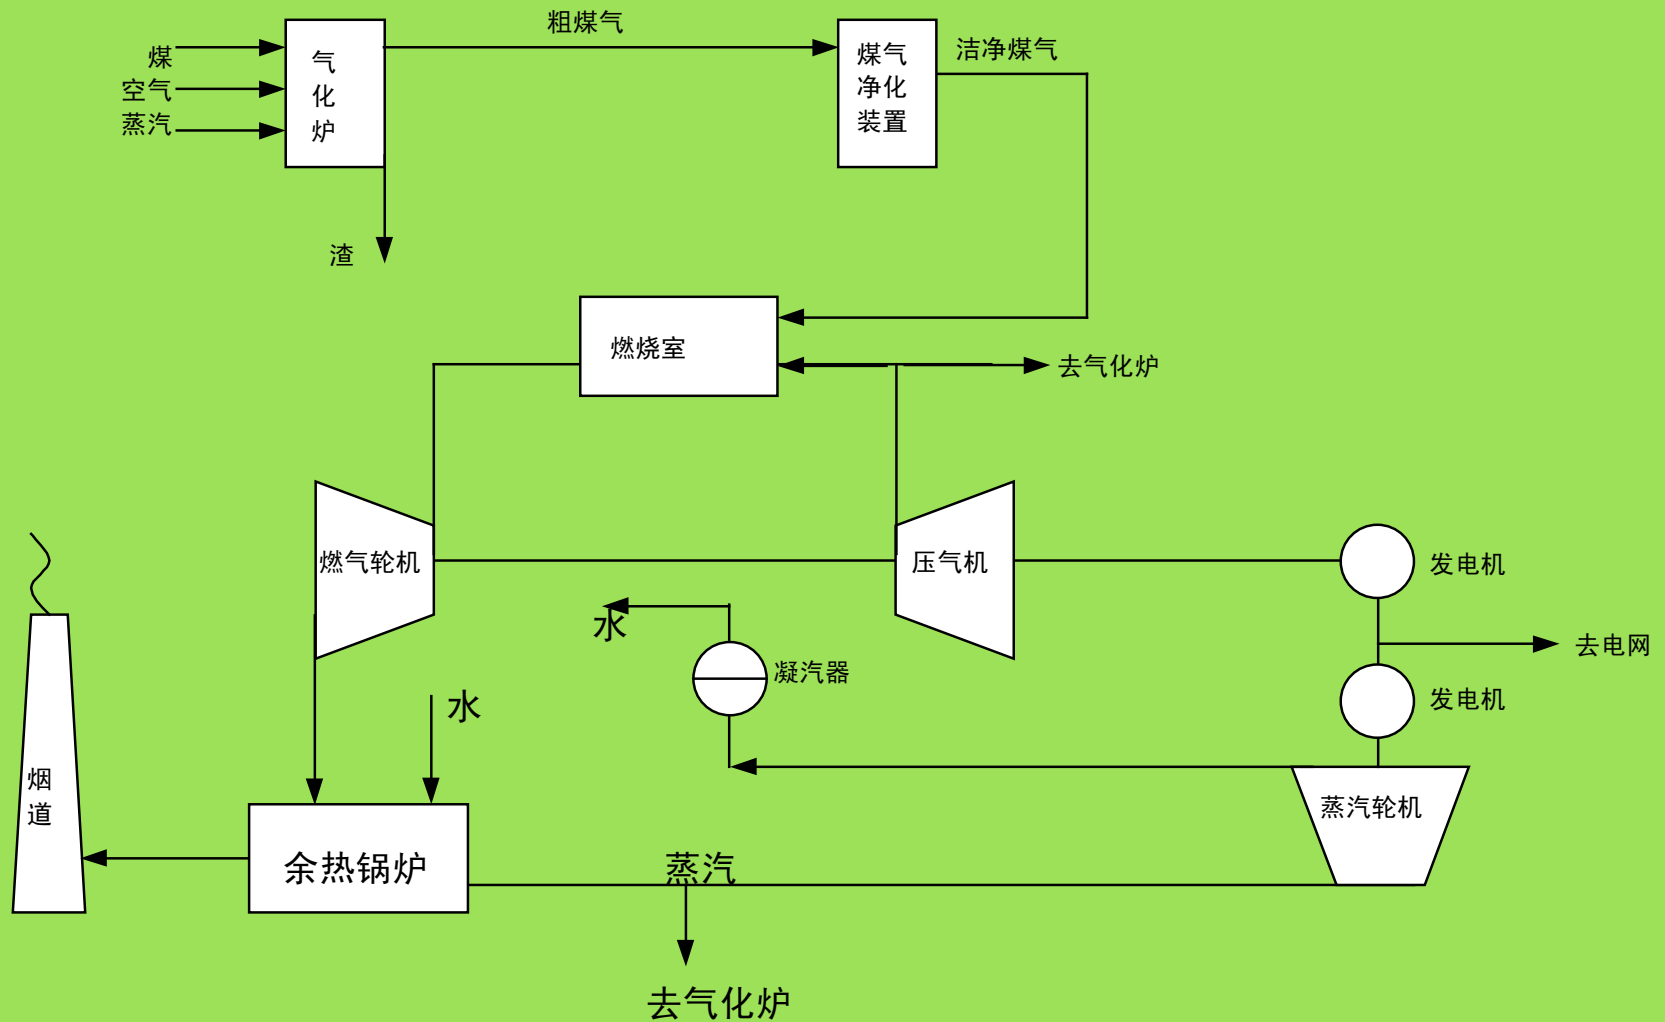 粗煤气
煤
空气
蒸汽
气
化
炉
煤气
净化
装置
洁净煤气
渣
燃烧室
去气化炉
燃气轮机
压气机
发电机
水
凝汽器
去电网
水
发电机
烟
道
蒸汽轮机
余热锅炉
蒸汽
去气化炉